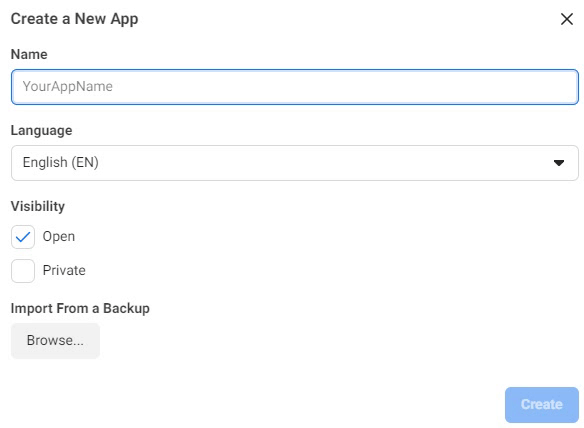 Create a New App
Name
YourAppName
Language
English (EN)
Visibility
Open
Private
Import From a Backup
Browse...
Create